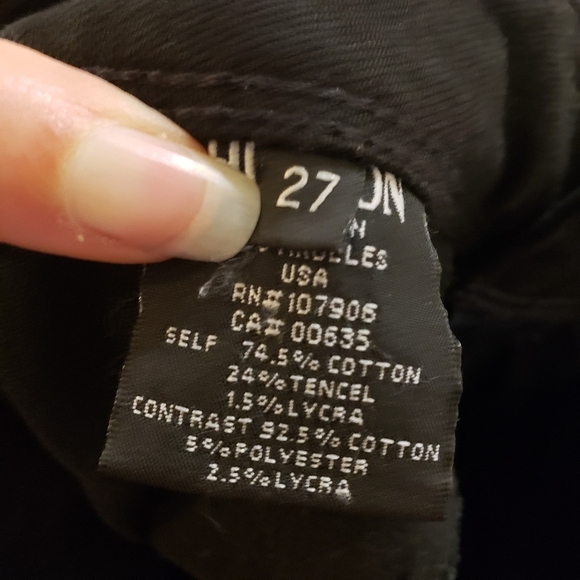 27
USA
RN#107906
CA#00635
SELF 74.5% COTTON
24%TENCEL
1.5%LYCRA
CONTRAST 92.5% COTTON
5%POLYESTER
2.5%LYCRA